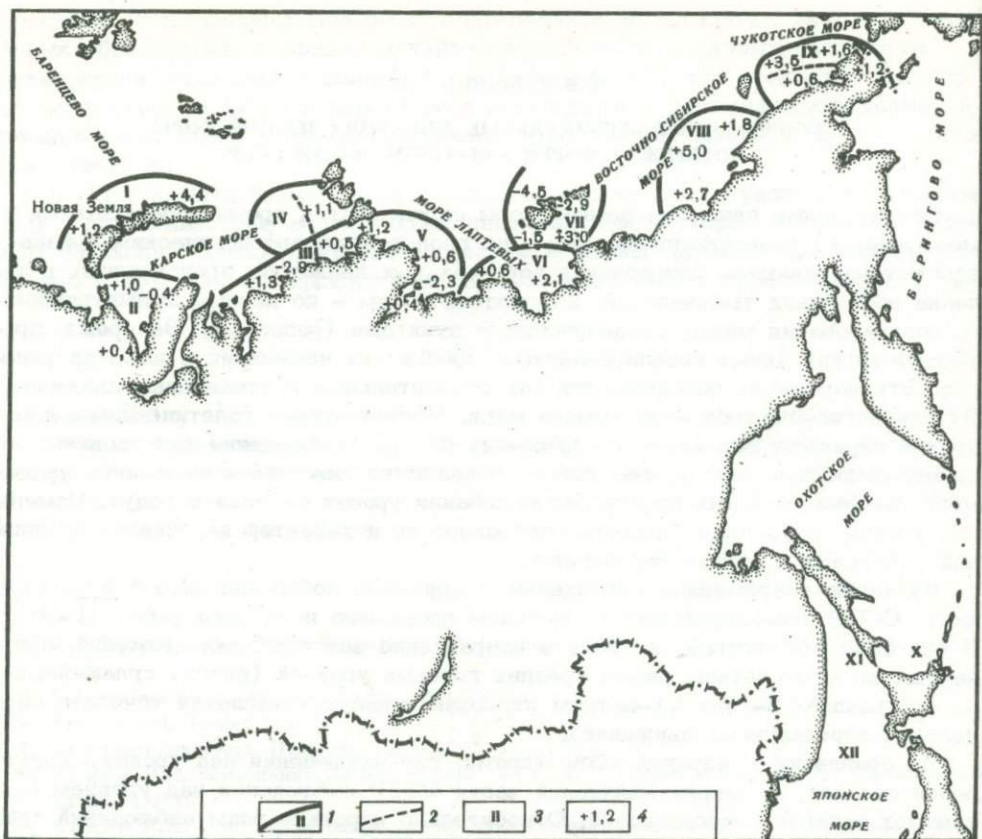 БАРЕНЦЕВО МОРЕ
ЧУКОТСКОЕ МОРЕ
IX +1,6
+3,5
+1,2
+0,6
ВОСТОЧНО-СИБИРСКОЕ МОРЕ
БЕРИНГОВО МОРЕ
VIII
+1,8
+5,0
+2,7
I
+4,4
Новая Земля
+1,2
IV
-1,1
+1,2
III
+0,5
МОРЕ ЛАПТЕВЫХ
V
+0,6
-4,5
-2,9
VII
-1,5
+3,0
КАРСКОЕ МОРЕ
VI
+0,6
+2,1
+1,0
-0,1
II
-2,9
+1,3
-2,3
+0,4
ОХОТСКОЕ МОРЕ
XI
X
XII
ЯПОНСКОЕ МОРЕ
II 1
2
II 3
+1,2 4